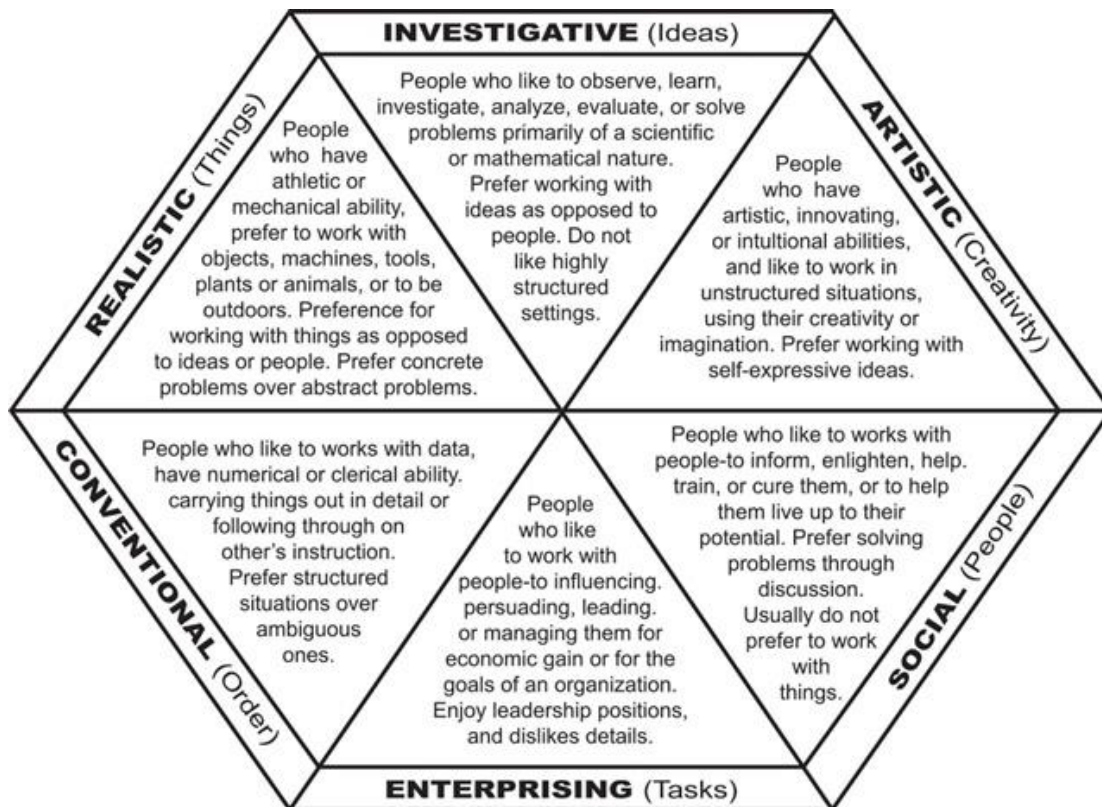 INVESTIGATIVE (Ideas)
People who like to observe, learn,
investigate, analyze, evaluate, or solve
problems primarily of a scientific
or mathematical nature.
Prefer working with
ideas as opposed to
people. Do not
like highly
structured
settings.
REALISTIC (Things)
People
who have
athletic or
mechanical ability,
prefer to work with
objects, machines, tools,
plants or animals, or to be
outdoors. Preference for
working with things as opposed
to ideas or people. Prefer concrete
problems over abstract problems.
ARTISTIC (Creativity)
People
who have
artistic, innovating,
or intultional abilities,
and like to work in
unstructured situations,
using their creativity or
imagination. Prefer working with
self-expressive ideas.
CONVENTIONAL (Order)
People who like to works with data,
have numerical or clerical ability.
carrying things out in detail or
following through on
other's instruction.
Prefer structured
situations over
ambiguous
ones.
People
who like
to work with
people-to influencing.
persuading, leading.
or managing them for
economic gain or for the
goals of an organization.
Enjoy leadership positions,
and dislikes details.
ENTERPRISING (Tasks)
People who like to works with
people-to inform, enlighten, help.
train, or cure them, or to help
them live up to their
potential. Prefer solving
problems through
discussion.
Usually do not
prefer to work
with
things.
SOCIAL (People)